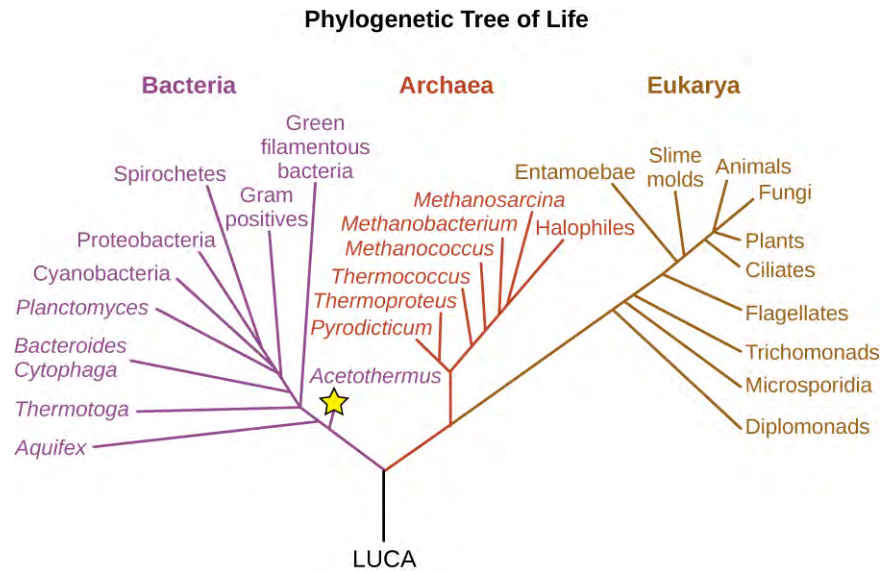 Phylogenetic Tree of Life
Bacteria
Archaea
Eukarya
Green
filamentous
bacteria
Spirochetes
Gram
positives
Proteobacteria
Cyanobacteria
Planctomyces
Bacteroides
Cytophaga
Thermotoga
Aquifex
Acetothermus
Methanosarcina
Methanobacterium
Halophiles
Methanococcus
Thermococcus
Thermoproteus
Pyrodicticum
Entamoebae
Slime
molds
Animals
Fungi
Plants
Ciliates
Flagellates
Trichomonads
Microsporidia
Diplomonads
LUCA